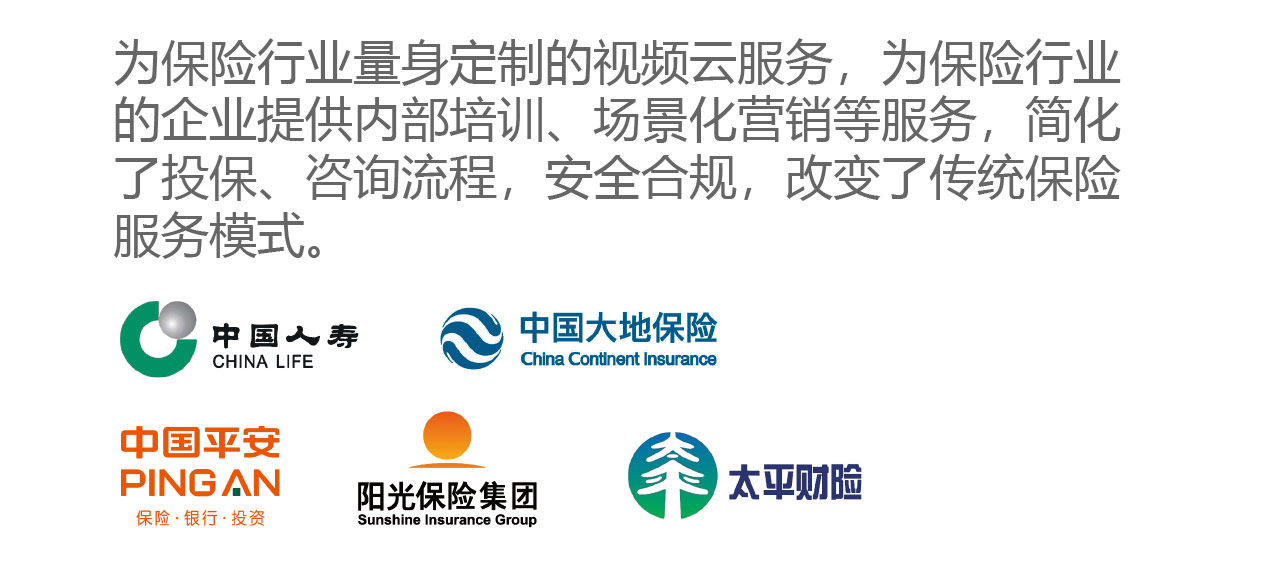 为保险行业量身定制的视频云服务，为保险行业
的企业提供内部培训、场景化营销等服务，简化
了投保、咨询流程，安全合规，改变了传统保险
服务模式。
中国人寿
CHINA LIFE
中国大地保险
China Continent Insurance
中国平安
PING AN
保险·银行·投资
阳光保险集团
Sunshine Insurance Group
太平财险